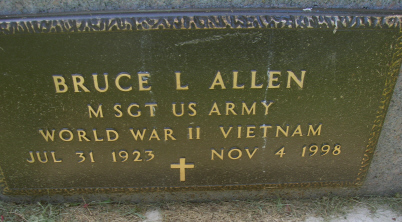 BRUCE L ALLEN
M SGT US ARMY
WORLD WAR II VIETNAM
JUL 31 1923 NOV 4 1998